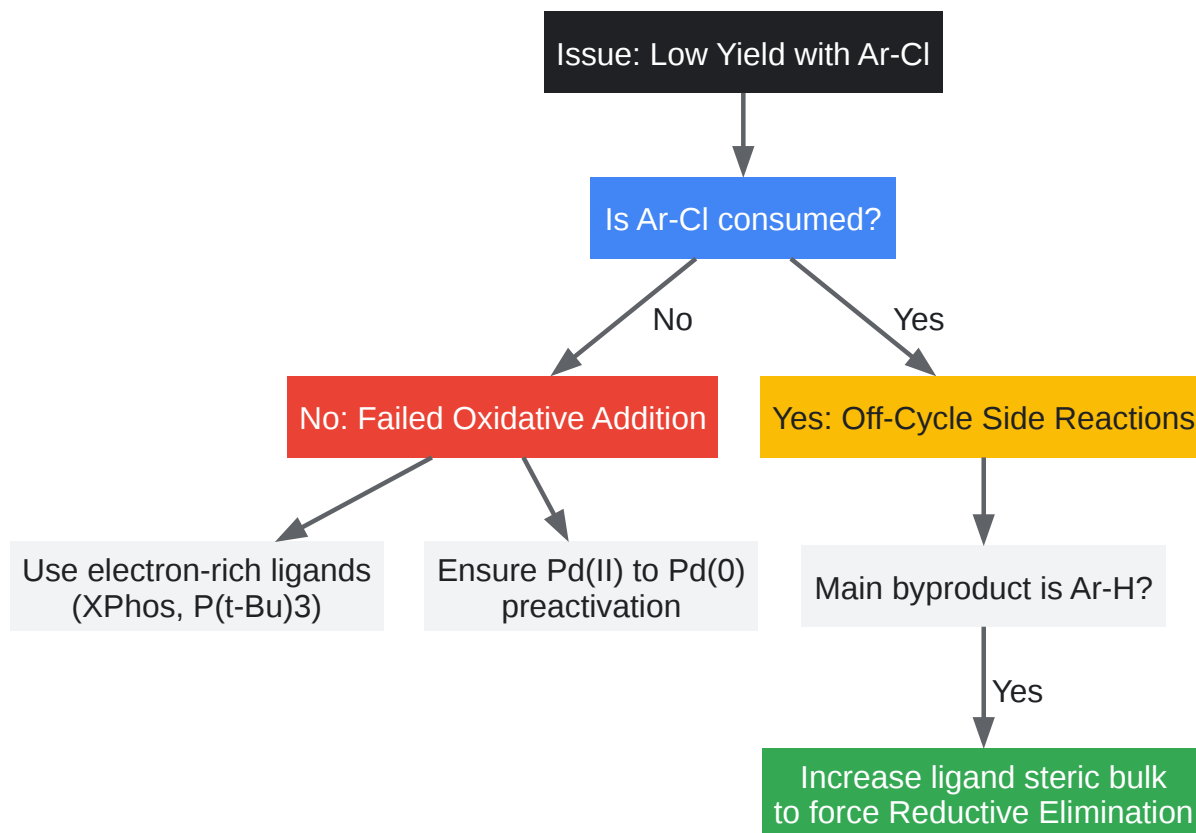 Issue: Low Yield with Ar-Cl
Is Ar-Cl consumed?
No
Yes
No: Failed Oxidative Addition
Yes: Off-Cycle Side Reactions
Use electron-rich ligands
(XPhos, P(t-Bu)3)
Ensure Pd(II) to Pd(0)
preactivation
Main byproduct is Ar-H?
Yes
Increase ligand steric bulk
to force Reductive Elimination